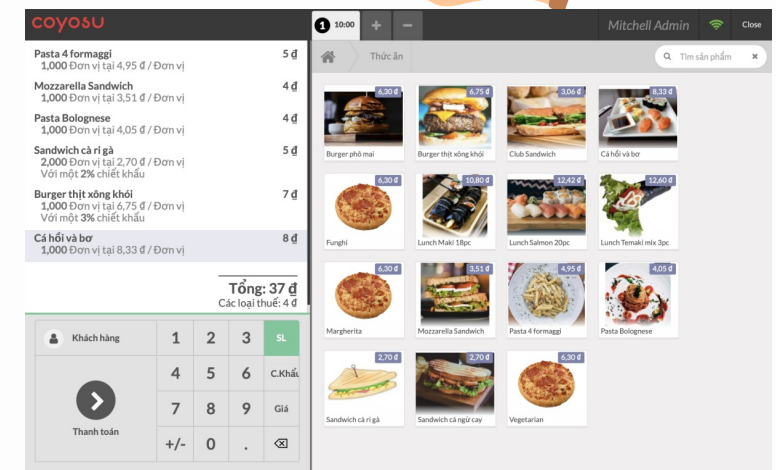 coyosu
1 10:00 + −
Mitchell Admin
Close
Pasta 4 formaggi 5 ₫
1,000 Đơn vị tại 4,95 ₫ / Đơn vị
Mozzarella Sandwich 4 ₫
1,000 Đơn vị tại 3,51 ₫ / Đơn vị
Pasta Bolognese 4 ₫
1,000 Đơn vị tại 4,05 ₫ / Đơn vị
Sandwich cà ri gà 5 ₫
2,000 Đơn vị tại 2,70 ₫ / Đơn vị
Với một 2% chiết khấu
Burger thịt xông khói 7 ₫
1,000 Đơn vị tại 6,75 ₫ / Đơn vị
Với một 3% chiết khấu
Cá hồi và bơ 8 ₫
1,000 Đơn vị tại 8,33 ₫ / Đơn vị
Tổng: 37 ₫
Các loại thuế: 4 ₫
Khách hàng 1 2 3 SL
4 5 6 C.Khấu
7 8 9 Giá
Thanh toán
+/- 0 .
Thức ăn
Tìm sản phẩm
6,30 ₫ 6,75 ₫ 3,06 ₫ 8,33 ₫
Burger phô mai Burger thịt xông khói Club Sandwich Cá hồi và bơ
6,30 ₫ 10,80 ₫ 12,42 ₫ 12,60 ₫
Funghi Lunch Maki 18pc Lunch Salmon 20pc Lunch Temaki mix 3pc
6,30 ₫ 3,51 ₫ 4,95 ₫ 4,05 ₫
Margherita Mozzarella Sandwich Pasta 4 formaggi Pasta Bolognese
2,70 ₫ 2,70 ₫ 6,30 ₫
Sandwich cà ri gà Sandwich cá ngừ cay Vegetarian